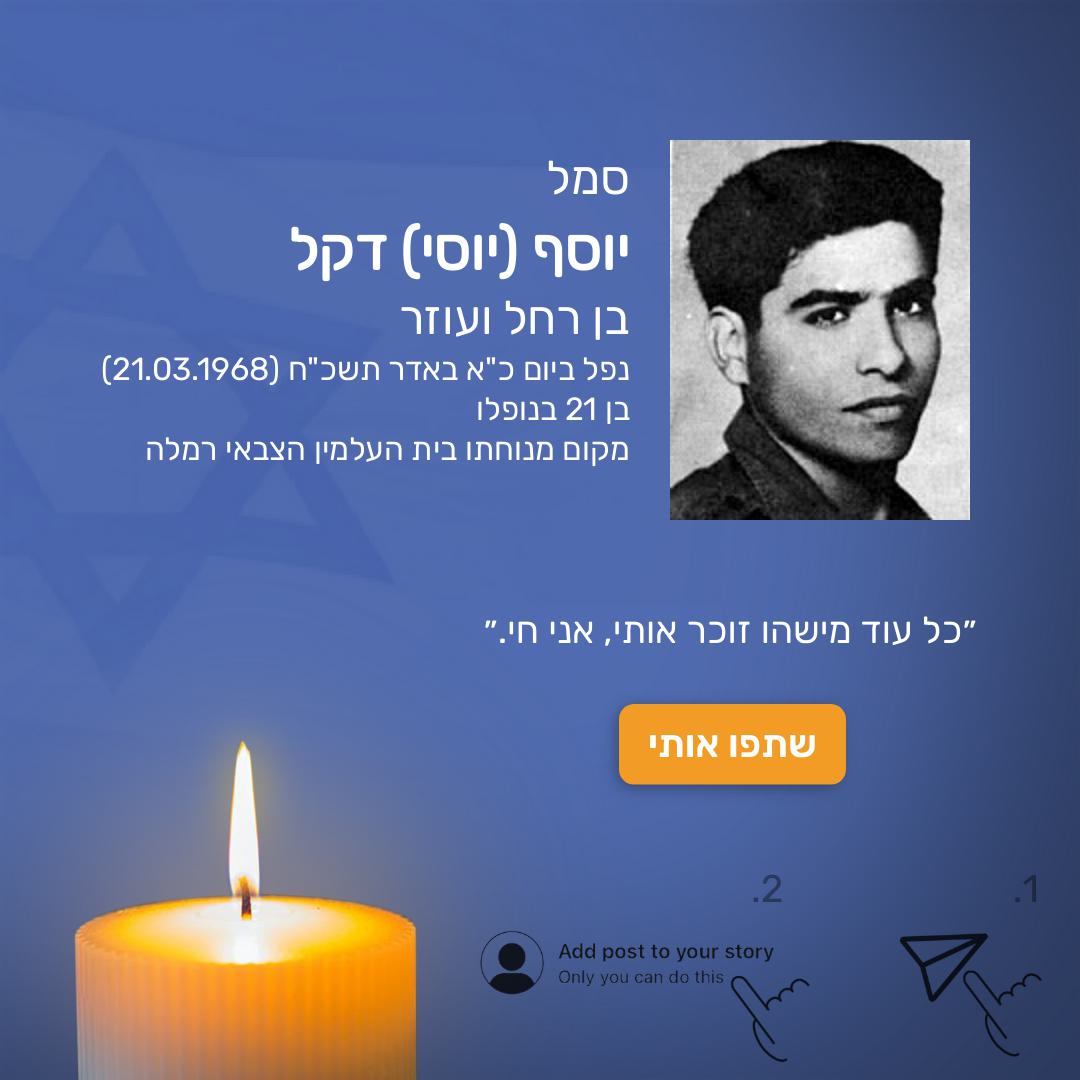 סמל
יוסף (יוסי) דקל
בן רחל ועוזר
נפל ביום כ"א באדר תשכ"ח (21.03.1968)
בן 21 בנופלו
מקום מנוחתו בית העלמין הצבאי רמלה
״כל עוד מישהו זוכר אותי, אני חי.״
שתפו אותי
1.
2.
Add post to your story
Only you can do this